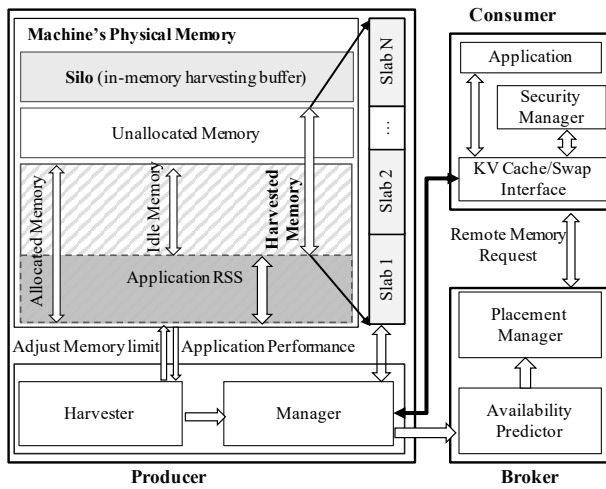 Consumer
Machine's Physical Memory
Silo (in-memory harvesting buffer)
Unallocated Memory
Allocated Memory
Idle Memory
Harvested
Memory
Application RSS
Slab N
...
Slab 2
Slab 1
Application
Security
Manager
KV Cache/Swap
Interface
Remote Memory
Request
Adjust Memory limit
Application Performance
Harvester
Manager
Placement
Manager
Availability
Predictor
Producer
Broker